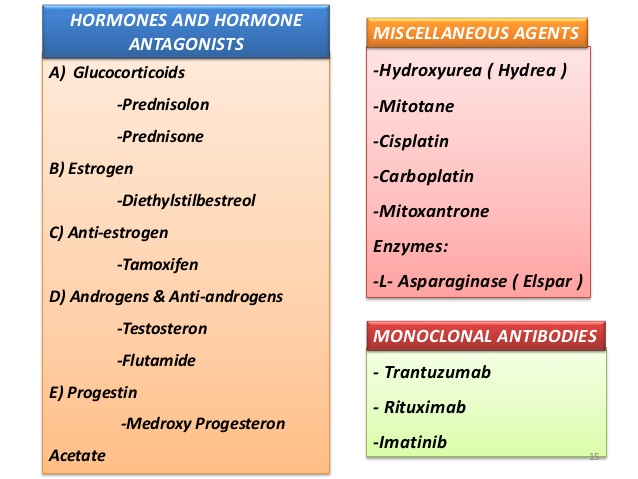 HORMONES AND HORMONE
ANTAGONISTS
A) Glucocorticoids
-Prednisolon
-Prednisone
B) Estrogen
-Diethylstilbestreol
C) Anti-estrogen
-Tamoxifen
D) Androgens & Anti-androgens
-Testosteron
-Flutamide
E) Progestin
-Medroxy Progesteron
Acetate
MISCELLANEOUS AGENTS
-Hydroxyurea ( Hydrea )
-Mitotane
-Cisplatin
-Carboplatin
-Mitoxantrone
Enzymes:
-L- Asparaginase ( Elspar )
MONOCLONAL ANTIBODIES
- Trantuzumab
- Rituximab
-Imatinib
15